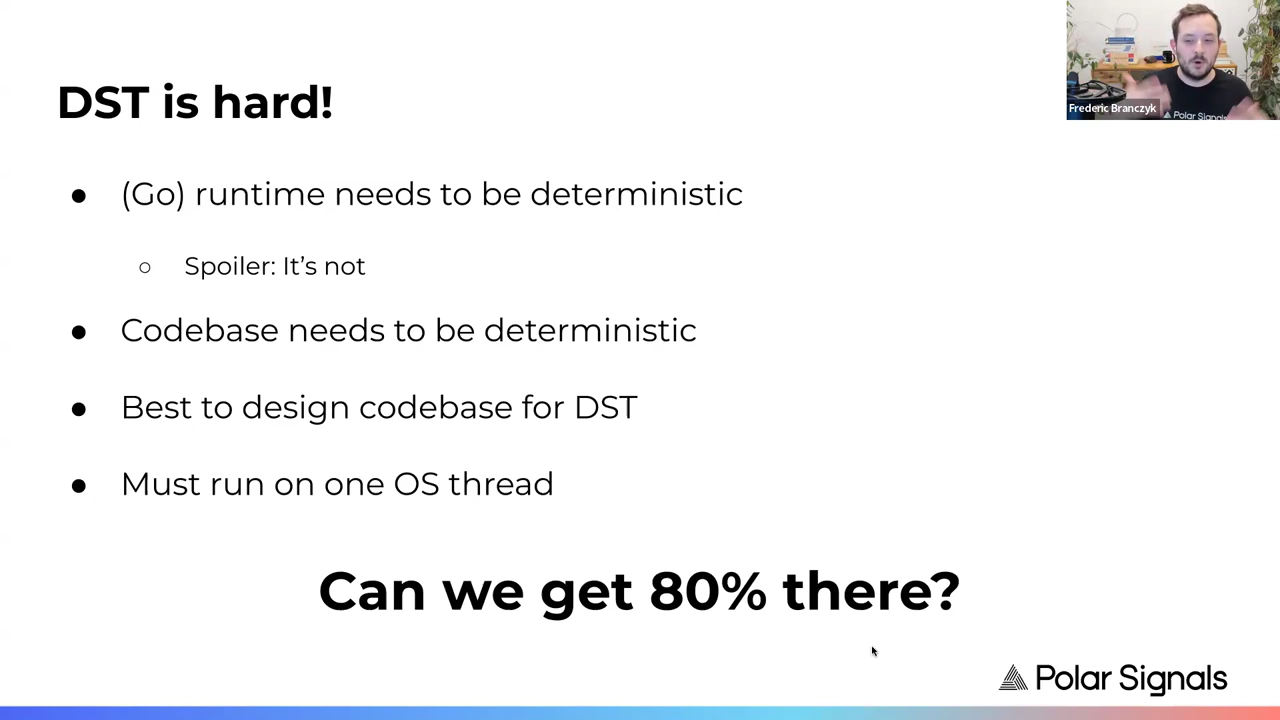 DST is hard!
Frederic Branczyk
Polar Signals
● (Go) runtime needs to be deterministic
○ Spoiler: It's not
● Codebase needs to be deterministic
● Best to design codebase for DST
● Must run on one OS thread
Can we get 80% there?
Polar Signals